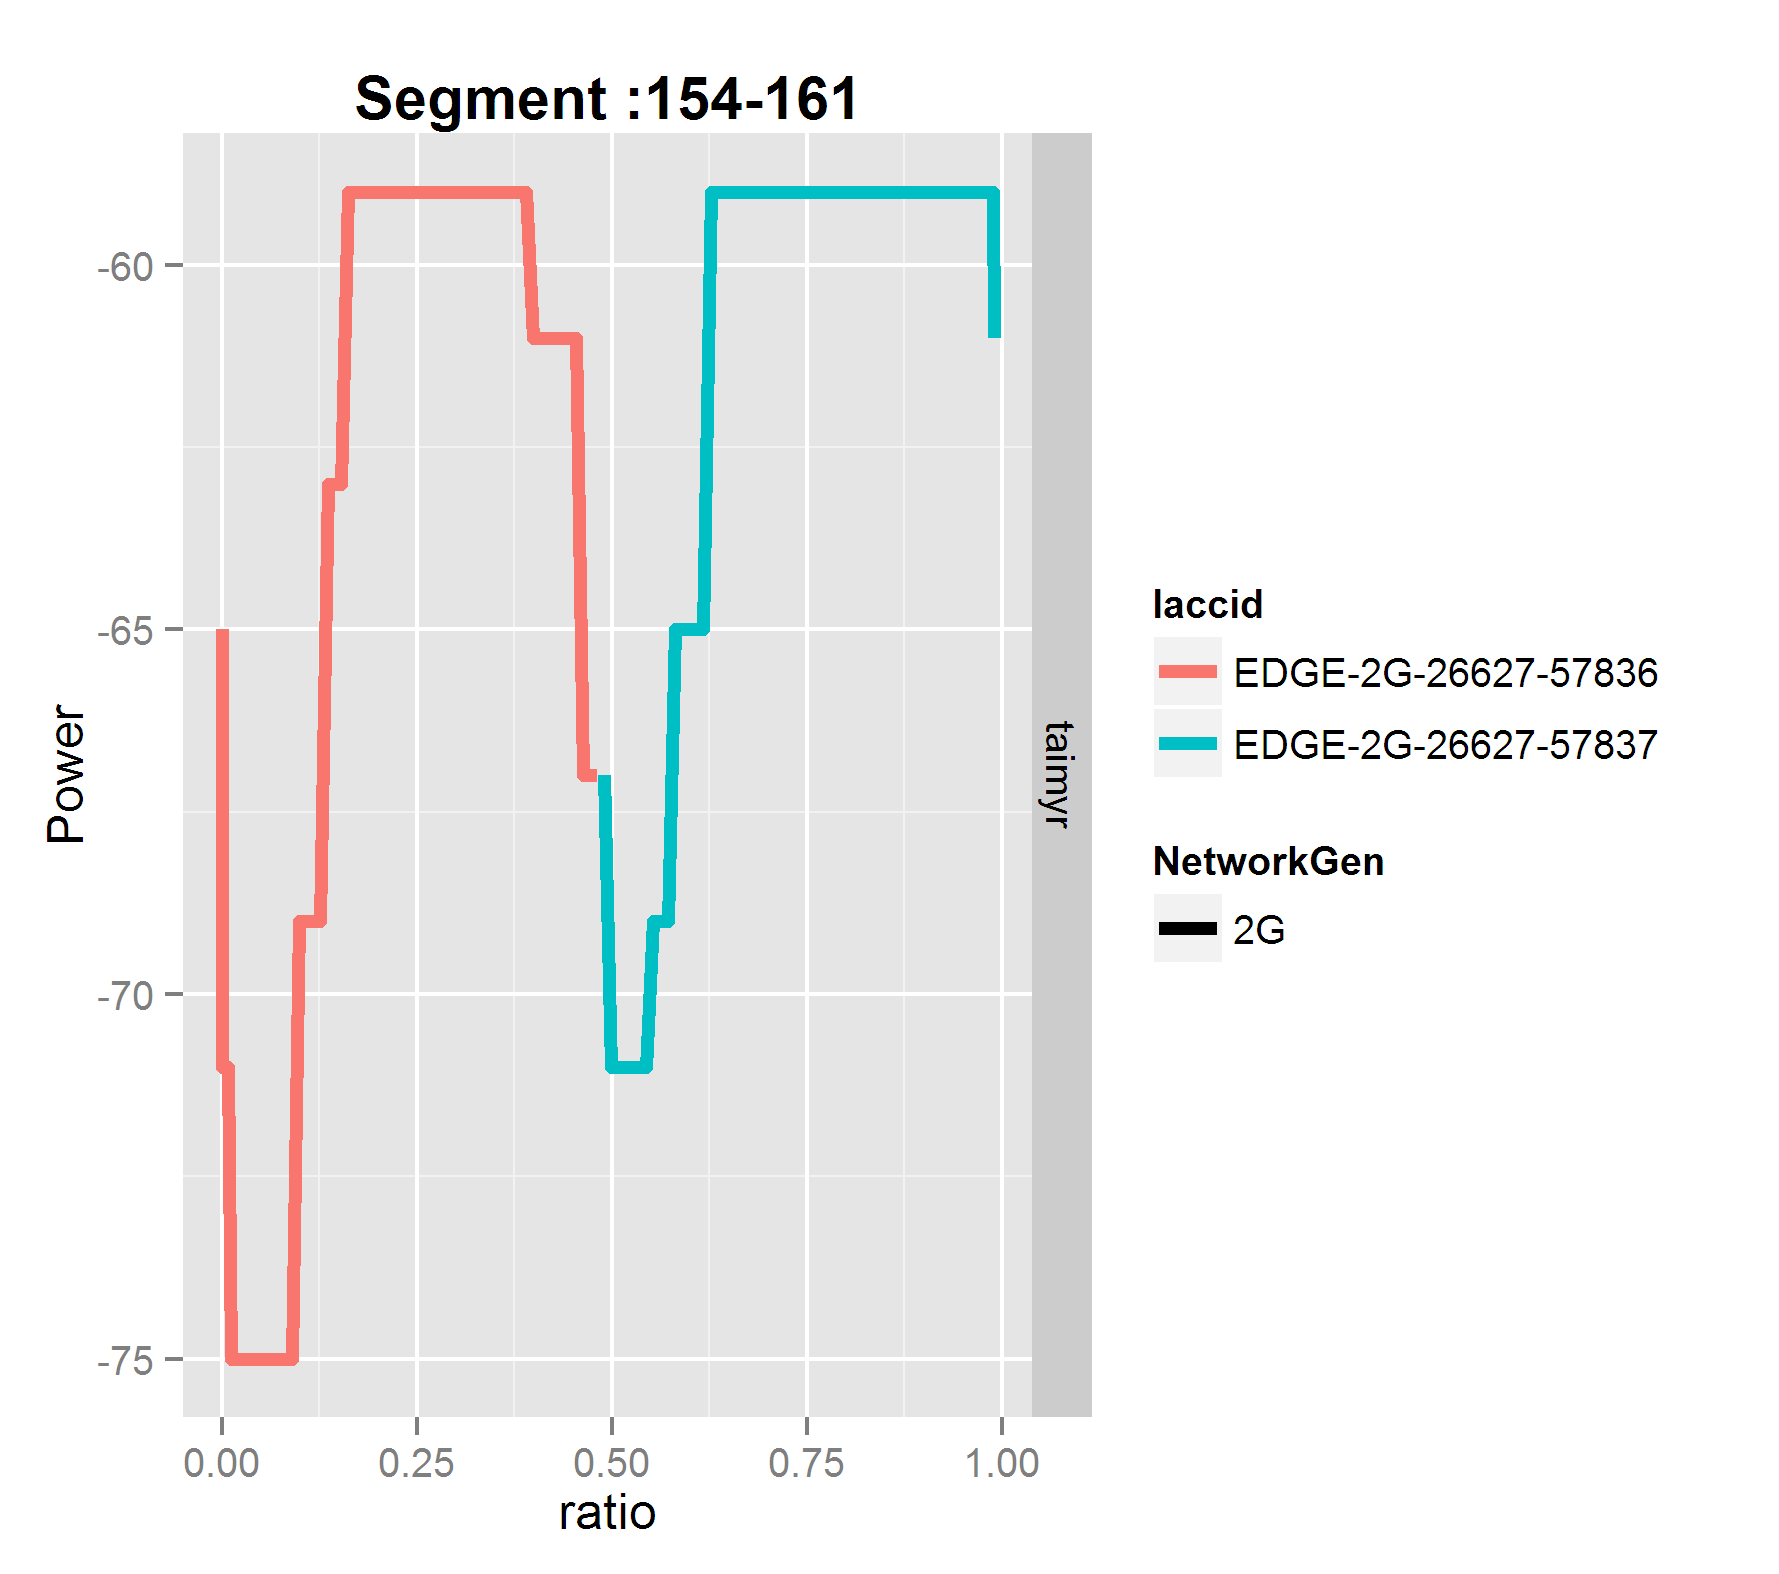 Segment :154-161
-60
-65
-70
-75
Power
0.00 0.25 0.50 0.75 1.00
ratio
taimyr
laccid
EDGE-2G-26627-57836
EDGE-2G-26627-57837
NetworkGen
2G